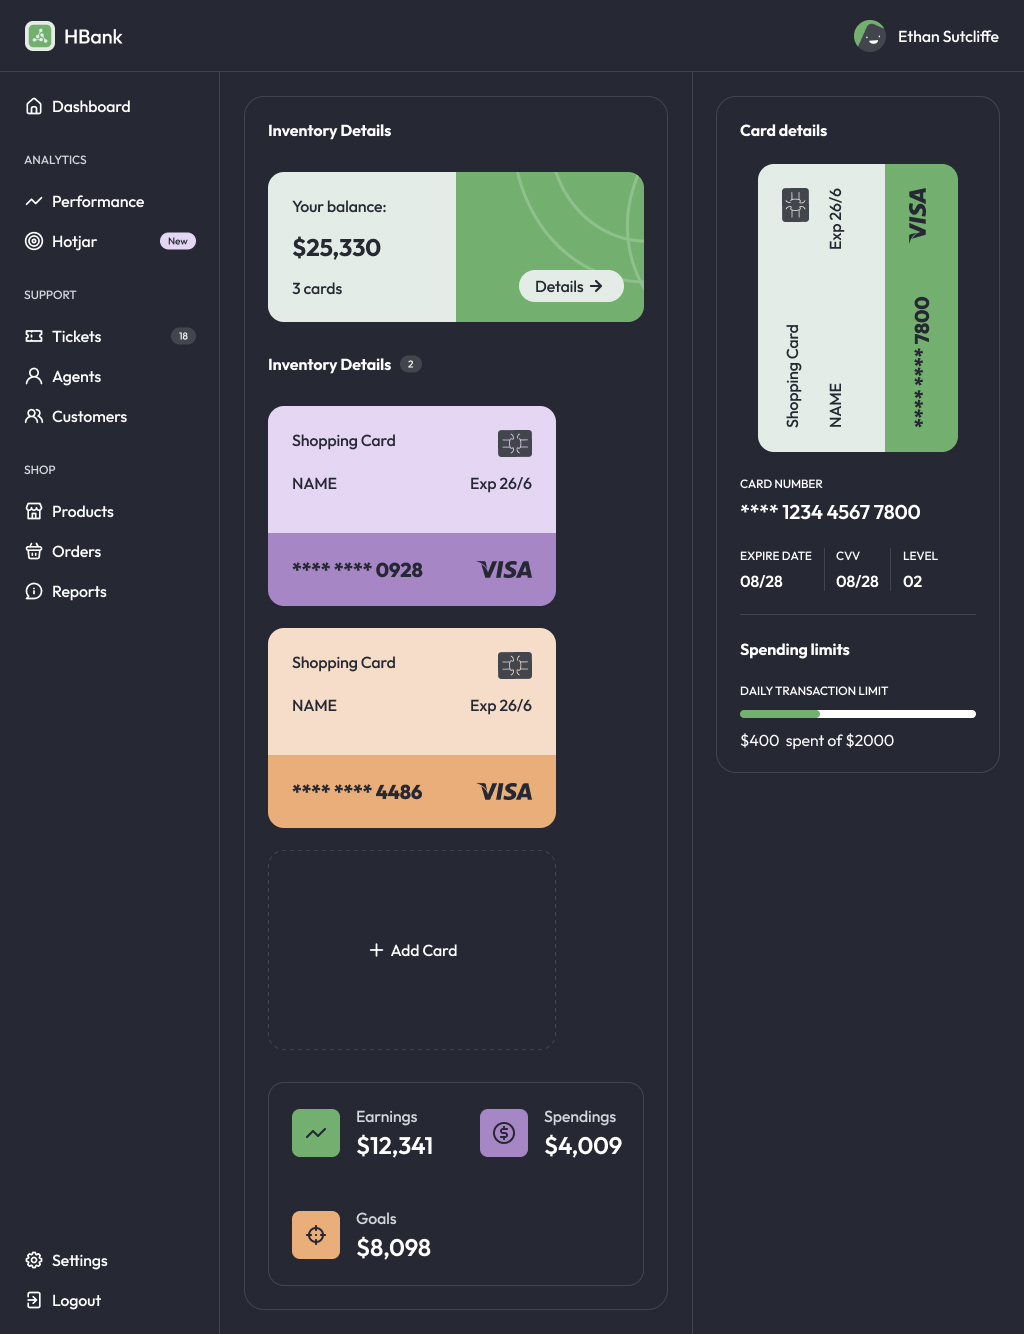 HBank
Ethan Sutcliffe
Dashboard
ANALYTICS
Performance
Hotjar
New
SUPPORT
Tickets
18
Agents
Customers
SHOP
Products
Orders
Reports
Settings
Logout
Inventory Details
Your balance:
$25,330
3 cards
Details
Inventory Details 2
Shopping Card
NAME Exp 26/6
**** **** 0928 VISA
Shopping Card
NAME Exp 26/6
**** **** 4486 VISA
Add Card
Earnings
$12,341
Spendings
$4,009
Goals
$8,098
Card details
Shopping Card
NAME Exp 26/6
**** **** 7800 VISA
CARD NUMBER
**** 1234 4567 7800
EXPIRE DATE CVV LEVEL
08/28 08/28 02
Spending limits
DAILY TRANSACTION LIMIT
$400 spent of $2000